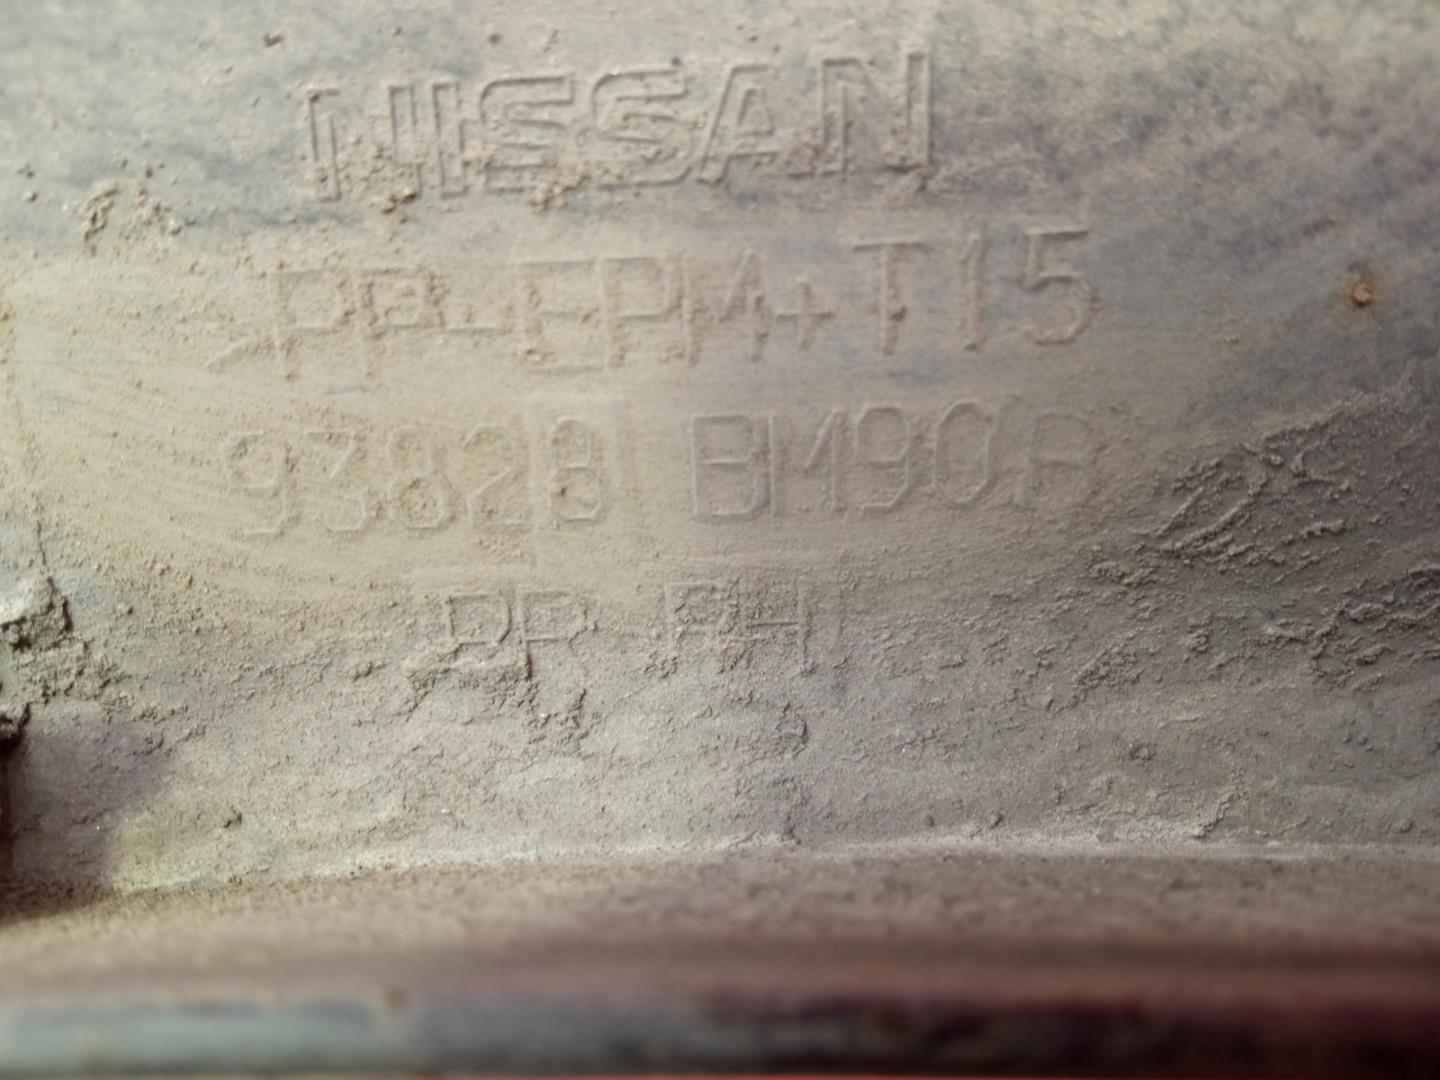 NISSAN
>PP-EPM+T15
93828 BM90A
RR RH